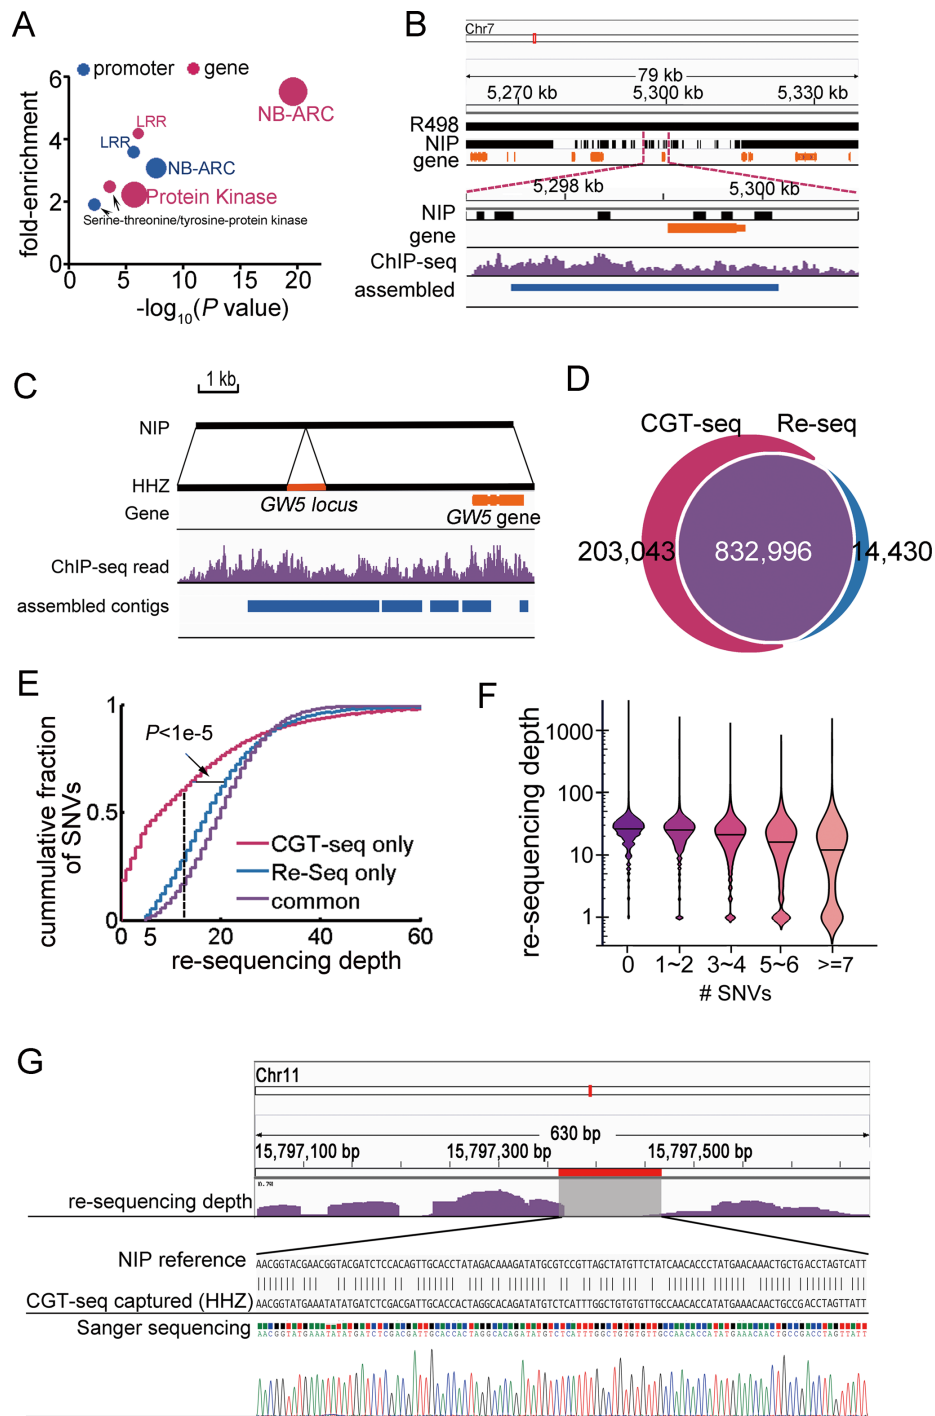 A
promoter
gene
6
4
2
0
fold-enrichment
NB-ARC
LRR
LRR
NB-ARC
Protein Kinase
Serine-threonine/tyrosine-protein kinase
0
5
10
15
20
-log10(P value)
B
Chr7
79 kb
5,270 kb
5,300 kb
5,330 kb
R498
NIP
gene
5,298 kb
5,300 kb
NIP
gene
ChIP-seq
assembled
C
1 kb
NIP
HHZ
GW5 locus
Gene
GW5 gene
ChIP-seq read
assembled contigs
D
CGT-seq
Re-seq
203,043
832,996
14,430
E
1
0.5
0
cummulative fraction
of SNVs
P<1e-5
CGT-seq only
Re-Seq only
common
0
5
20
40
60
re-sequencing depth
F
re-sequencing depth
1000
100
10
1
0
1~2
3~4
5~6
>=7
# SNVs
G
Chr11
630 bp
15,797,100 bp
15,797,300 bp
15,797,500 bp
re-sequencing depth
NIP reference
AACGGTACGAACGGTACGATCTCCACAGTTGCACCTATAGACAAAGATATGCGTCCGTTAGCTATGTTCTATCAACACCCTATGAACAAACTGCTGACCTAGTCATT
CGT-seq captured (HHZ)
AACGGTATGAAATATATGATCTCGACGATTGCACCACTAGGCACAGATATGTCTCATTTGGCTGTGTGTTGCCAACACCATATGAAACAACTGCCGACCTAGTTATT
Sanger sequencing
AACGGTATGAAATATATGATCTCGACGATTGCACCACTAGGCACAGATATGTCTCATTTGGCTGTGTGTTGCCAACACCATATGAAACAACTGCCGACCTAGTTATT